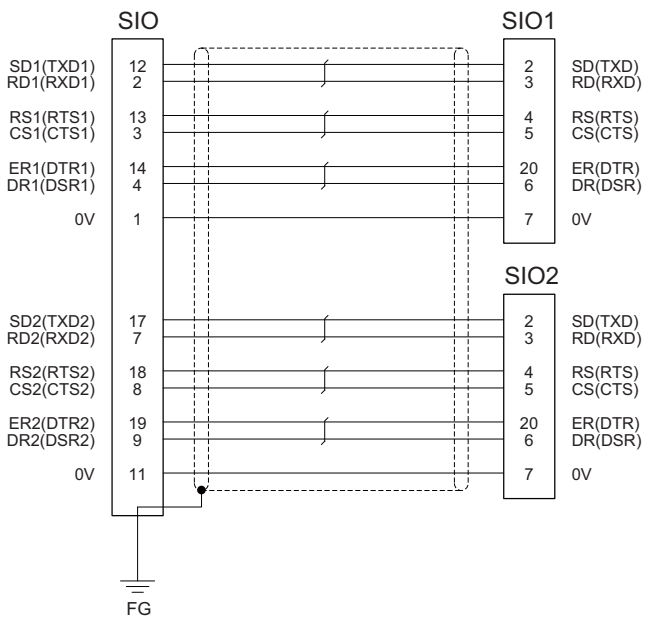 SIO SIO1
SD1(TXD1) 12 2 SD(TXD)
RD1(RXD1) 2 3 RD(RXD)
RS1(RTS1) 13 4 RS(RTS)
CS1(CTS1) 3 5 CS(CTS)
ER1(DTR1) 14 20 ER(DTR)
DR1(DSR1) 4 6 DR(DSR)
0V 1 7 0V
SIO2
SD2(TXD2) 17 2 SD(TXD)
RD2(RXD2) 7 3 RD(RXD)
RS2(RTS2) 18 4 RS(RTS)
CS2(CTS2) 8 5 CS(CTS)
ER2(DTR2) 19 20 ER(DTR)
DR2(DSR2) 9 6 DR(DSR)
0V 11 7 0V
FG